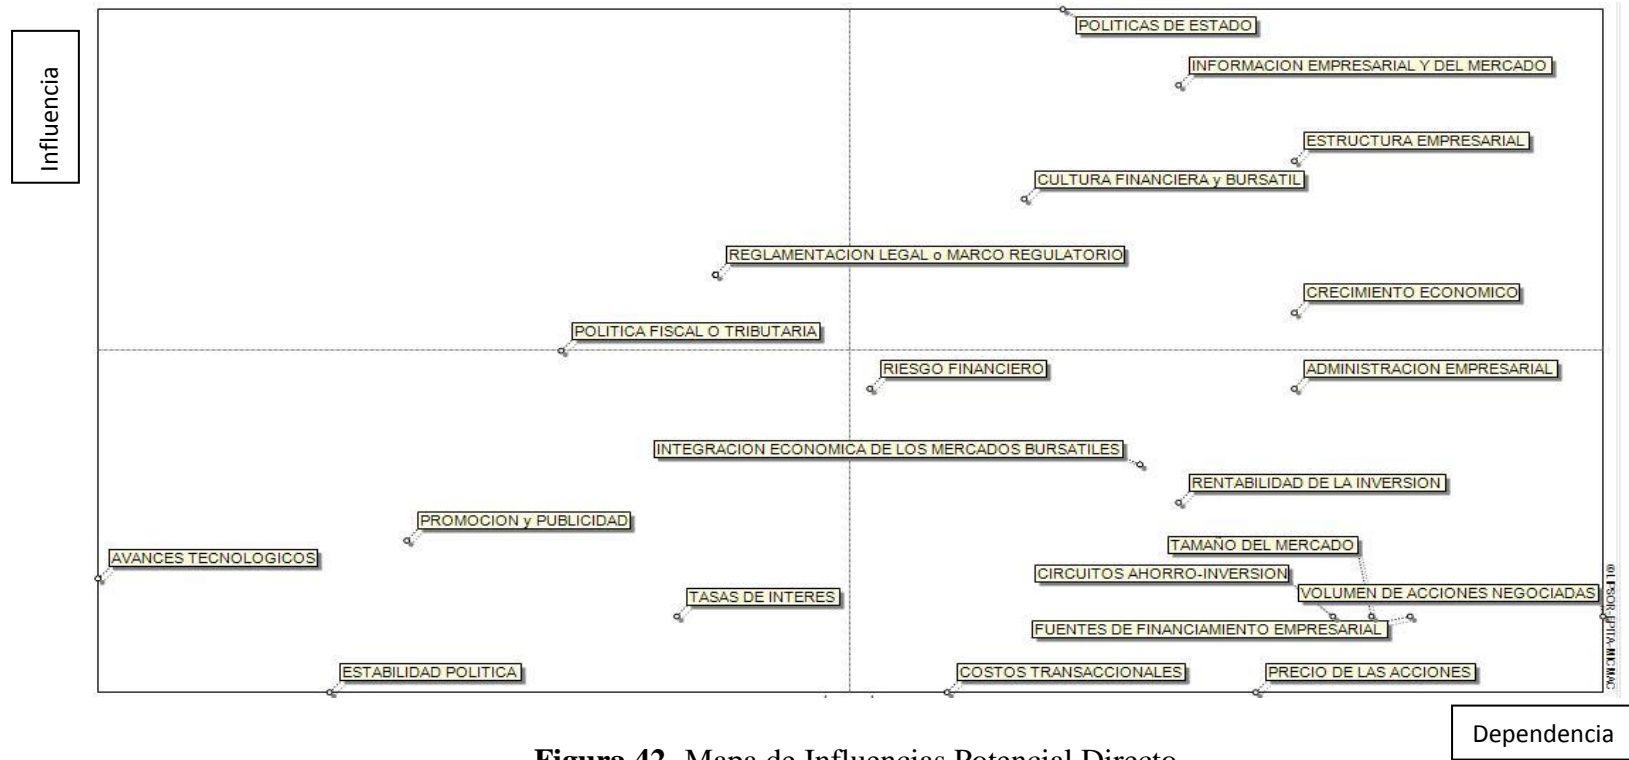 POLITICAS DE ESTADO
Influencia
INFORMACION EMPRESARIAL Y DEL MERCADO
ESTRUCTURA EMPRESARIAL
CULTURA FINANCIERA y BURSATIL
REGLAMENTACION LEGAL o MARCO REGULATORIO
CRECIMIENTO ECONOMICO
POLITICA FISCAL O TRIBUTARIA
RIESGO FINANCIERO
ADMINISTRACION EMPRESARIAL
INTEGRACION ECONOMICA DE LOS MERCADOS BURSATILES
RENTABILIDAD DE LA INVERSION
PROMOCION y PUBLICIDAD
TAMAÑO DEL MERCADO
AVANCES TECNOLOGICOS
CIRCUITOS AHORRO-INVERSION
VOLUMEN DE ACCIONES NEGOCIADAS
TASAS DE INTERES
FUENTES DE FINANCIAMIENTO EMPRESARIAL
© LIPSOR-EPITA-MICMAC
ESTABILIDAD POLITICA
COSTOS TRANSACCIONALES
PRECIO DE LAS ACCIONES
Dependencia
Figura 42. Mapa de Influencias Potencial Directo